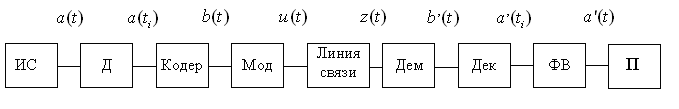 a(t) a(tᵢ) b(t) u(t) z(t) b’(t) a’(tᵢ) a'(t)
ИС Д Кодер Мод Линия связи Дем Дек ФВ П